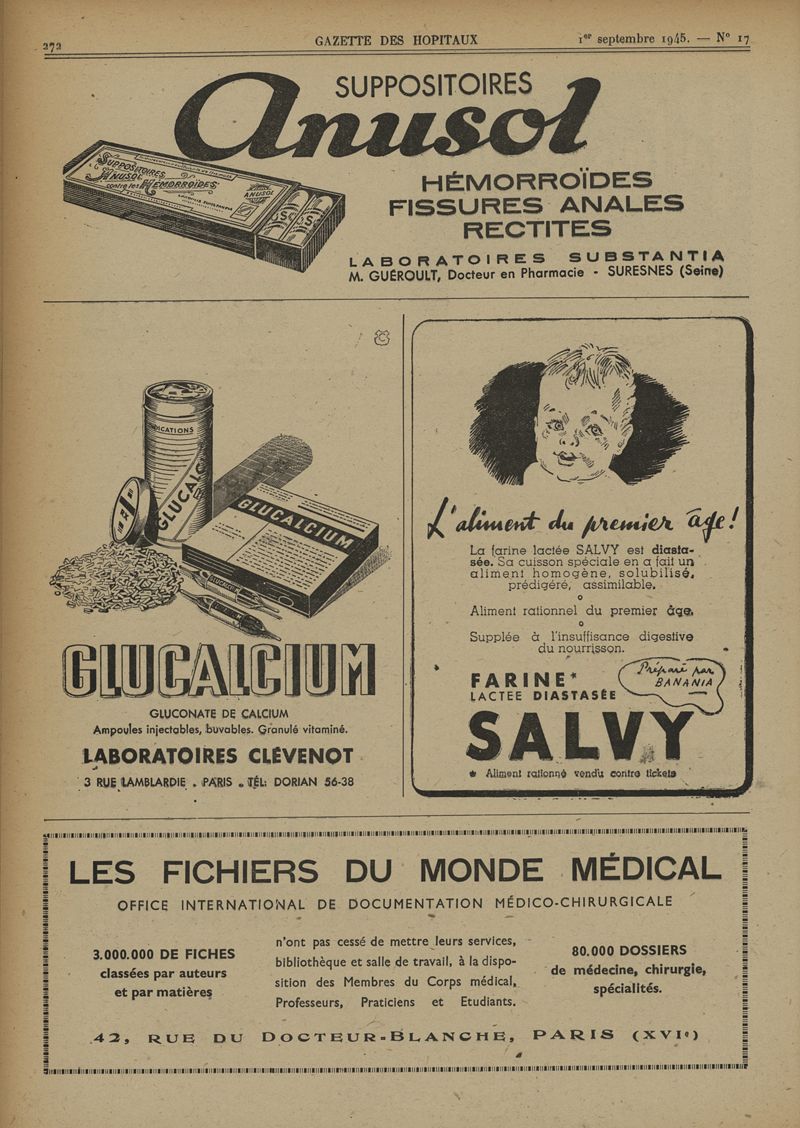 272
GAZETTE DES HOPITAUX
1er septembre 1945. — N° 17
SUPPOSITOIRES
Anusol
SUPPOSITOIRES
ANUSOL
contre les HÉMORROÏDES
ANUSOL
HÉMORROÏDES
FISSURES ANALES
RECTITES
LABORATOIRES SUBSTANTIA
M. GUÉROULT, Docteur en Pharmacie - SURESNES (Seine)
GLUCALCIUM
GLUCALCIUM
GLUCALCIUM
GLUCONATE DE CALCIUM
Ampoules injectables, buvables. Granulé vitaminé.
LABORATOIRES CLÉVENOT
3 RUE LAMBLARDIE . PARIS . TÉL: DORIAN 56-38
L'aliment du premier âge!
La farine lactée SALVY est diasta-
sée. Sa cuisson spéciale en a fait un
aliment homogène, solubilisé,
prédigéré, assimilable.
o
Aliment rationnel du premier âge.
o
Supplée à l'insuffisance digestive
du nourrisson.
FARINE*
LACTEE DIASTASÉE
Préparé par
BANANIA
SALVY
* Aliment rationné vendu contre tickets
LES FICHIERS DU MONDE MÉDICAL
OFFICE INTERNATIONAL DE DOCUMENTATION MÉDICO-CHIRURGICALE
3.000.000 DE FICHES
classées par auteurs
et par matières
n'ont pas cessé de mettre leurs services,
bibliothèque et salle de travail, à la dispo-
sition des Membres du Corps médical,
Professeurs, Praticiens et Etudiants.
80.000 DOSSIERS
de médecine, chirurgie,
spécialités.
42, RUE DU DOCTEUR-BLANCHE, PARIS (XVIe)